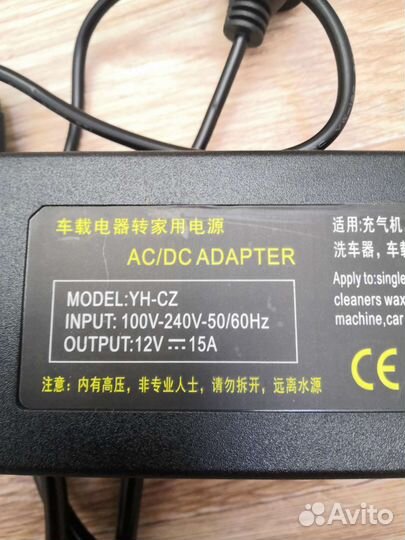 车载电器转家用电源
AC/DC ADAPTER
MODEL:YH-CZ
INPUT: 100V-240V-50/60Hz
OUTPUT:12V⎓15A
注意：内有高压，非专业人士，请勿拆开，远离水源
适用:充气机
洗车器，车载
Apply to:single
cleaners wax
machine,car
CE
Avito